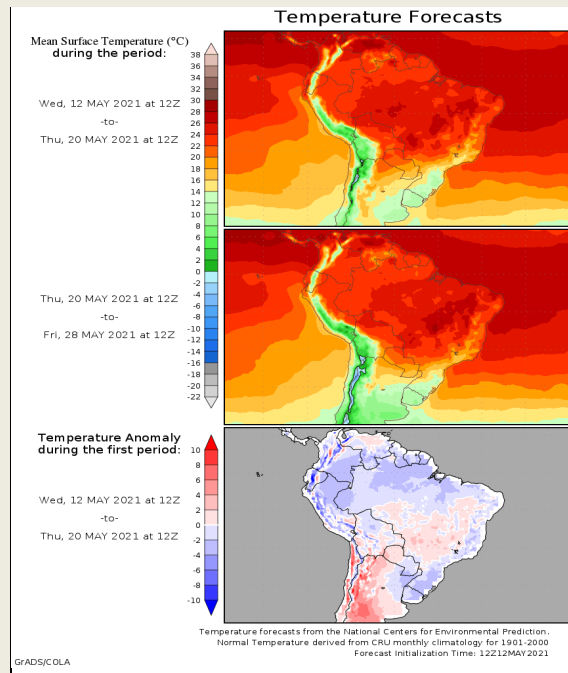 Temperature Forecasts
Mean Surface Temperature (°C)
during the period:
Wed, 12 MAY 2021 at 12Z
-to-
Thu, 20 MAY 2021 at 12Z
38
36
34
32
30
28
26
24
22
20
18
16
14
12
10
8
6
4
2
0
-2
-4
-6
-8
-10
-12
-14
-16
-18
-20
-22
Thu, 20 MAY 2021 at 12Z
-to-
Fri, 28 MAY 2021 at 12Z
Temperature Anomaly
during the first period:
Wed, 12 MAY 2021 at 12Z
-to-
Thu, 20 MAY 2021 at 12Z
10
8
6
4
2
0
-2
-4
-6
-8
-10
Temperature forecasts from the National Centers for Environmental Prediction.
Normal Temperature derived from CRU monthly climatology for 1901-2000
Forecast Initialization Time: 12Z12MAY2021
GrADS/COLA